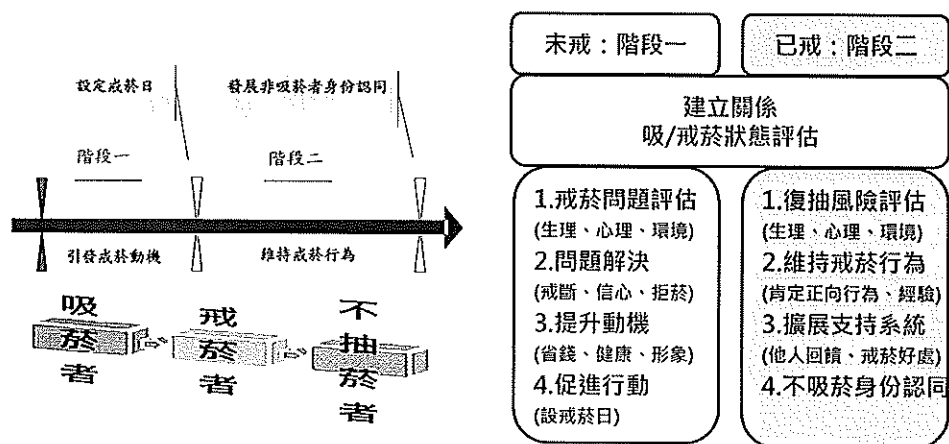 設定戒菸日
發展非吸菸者身份認同
階段一
階段二
引發戒菸動機
維持戒菸行為
吸菸者
戒菸者
不抽菸者
未戒：階段一
已戒：階段二
建立關係
吸/戒菸狀態評估
1.戒菸問題評估
(生理、心理、環境)
2.問題解決
(戒斷、信心、拒菸)
3.提升動機
(省錢、健康、形象)
4.促進行動
(設戒菸日)
1.復抽風險評估
(生理、心理、環境)
2.維持戒菸行為
(肯定正向行為、經驗)
3.擴展支持系統
(他人回饋、戒菸好處)
4.不吸菸身份認同